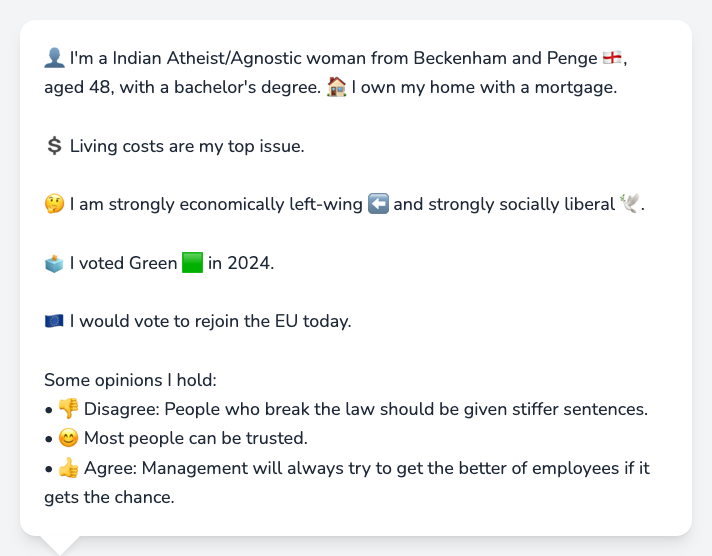 👤 I'm a Indian Atheist/Agnostic woman from Beckenham and Penge 🏴󠁧󠁢󠁥󠁮󠁧󠁿,
aged 48, with a bachelor's degree. 🏠 I own my home with a mortgage.
💲 Living costs are my top issue.
🤔 I am strongly economically left-wing ⬅️ and strongly socially liberal 🕊️.
🗳️ I voted Green 🟩 in 2024.
🇪🇺 I would vote to rejoin the EU today.
Some opinions I hold:
• 👎 Disagree: People who break the law should be given stiffer sentences.
• 😊 Most people can be trusted.
• 👍 Agree: Management will always try to get the better of employees if it
gets the chance.